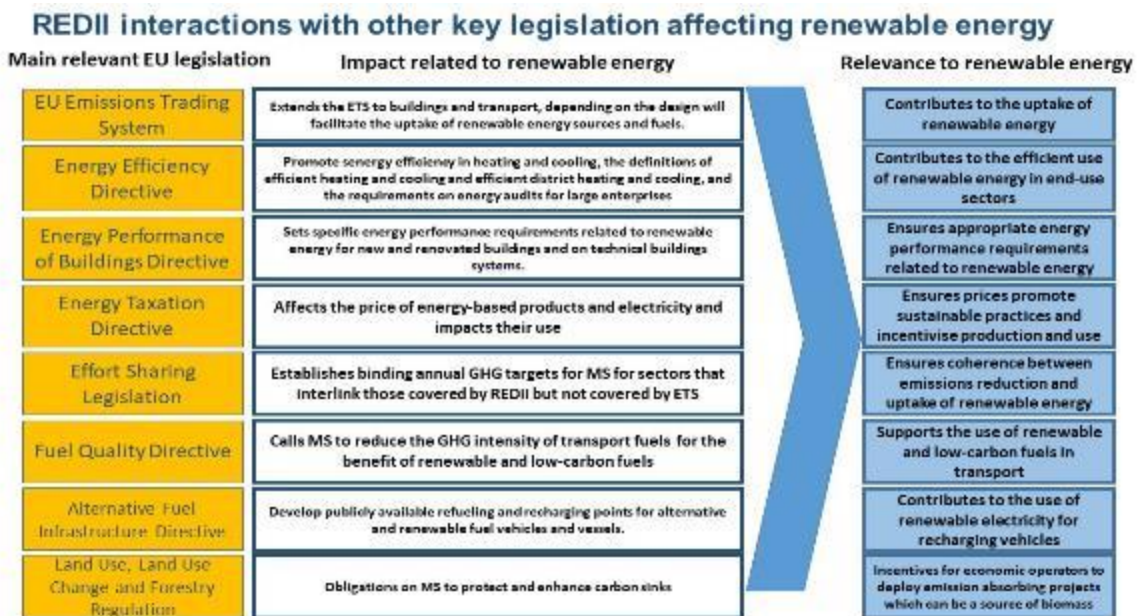 REDII interactions with other key legislation affecting renewable energy
Main relevant EU legislation
Impact related to renewable energy
Relevance to renewable energy
EU Emissions Trading
System
Extends the ETS to buildings and transport, depending on the design will
facilitate the uptake of renewable energy sources and fuels.
Contributes to the uptake of
renewable energy
Energy Efficiency
Directive
Promote senergy efficiency in heating and cooling, the definitions of
efficient heating and cooling and efficient district heating and cooling, and
the requirements on energy audits for large enterprises
Contributes to the efficient use
of renewable energy in end-use
sectors
Energy Performance
of Buildings Directive
Sets specific energy performance requirements related to renewable
energy for new and renovated buildings and on technical buildings
systems.
Ensures appropriate energy
performance requirements
related to renewable energy
Energy Taxation
Directive
Affects the price of energy-based products and electricity and
impacts their use
Ensures prices promote
sustainable practices and
incentivise production and use
Effort Sharing
Legislation
Establishes binding annual GHG targets for MS for sectors that
interlink those covered by REDII but not covered by ETS
Ensures coherence between
emissions reduction and
uptake of renewable energy
Fuel Quality Directive
Calls MS to reduce the GHG intensity of transport fuels for the
benefit of renewable and low-carbon fuels
Supports the use of renewable
and low-carbon fuels in
transport
Alternative Fuel
Infrastructure Directive
Develop publicly available refueling and recharging points for alternative
and renewable fuel vehicles and vessels.
Contributes to the use of
renewable electricity for
recharging vehicles
Land Use, Land Use
Change and Forestry
Regulation
Obligations on MS to protect and enhance carbon sinks
Incentives for economic operators to
deploy emission absorbing projects
which can be a source of biomass